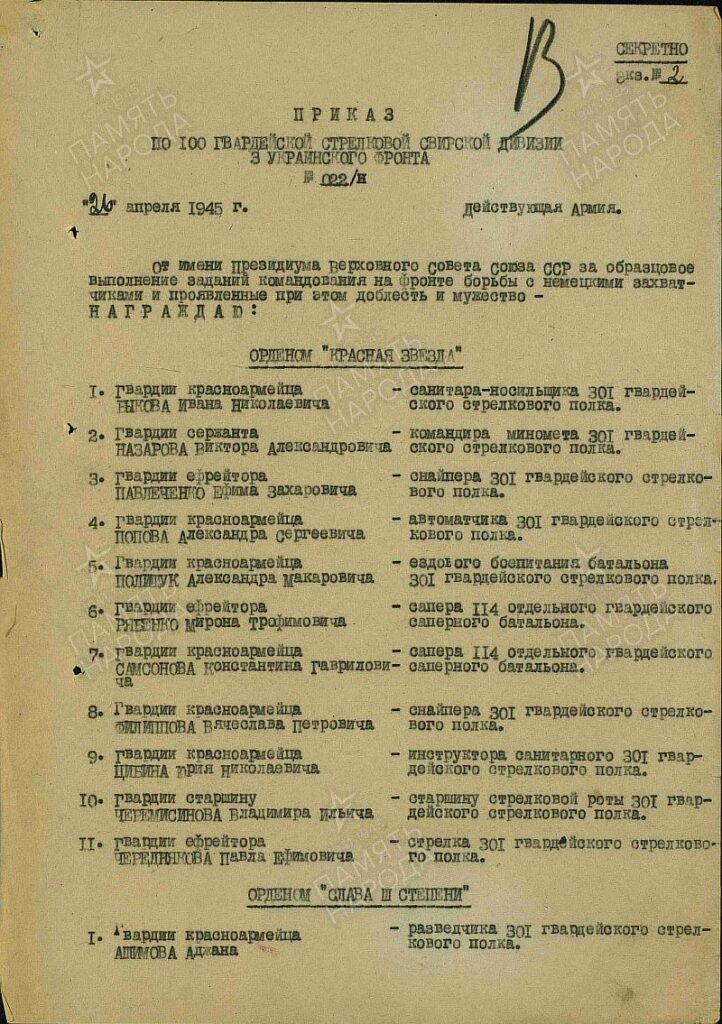 В
СЕКРЕТНО
Экз.№ 2
ПРИКАЗ
ПО 100 ГВАРДЕЙСКОЙ СТРЕЛКОВОЙ СВИРСКОЙ ДИВИЗИИ
3 УКРАИНСКОГО ФРОНТА
№ 022/н
"26" апреля 1945 г. Действующая Армия.
От имени Президиума Верховного Совета Союза ССР за образцовое
выполнение заданий командования на фронте борьбы с немецкими захват-
чиками и проявленные при этом доблесть и мужество -
НАГРАЖДАЮ:
ОРДЕНОМ "КРАСНАЯ ЗВЕЗДА"
1. Гвардии красноармейца - санитара-носильщика 301 гвардей-
БЫКОВА Ивана Николаевича ского стрелкового полка.
2. Гвардии сержанта - командира миномета 301 гвардей-
НАЗАРОВА Виктора Александровича ского стрелкового полка.
3. Гвардии ефрейтора - снайпера 301 гвардейского стрелко-
ПАВЛЕЧЕНКО Ефима Захаровича вого полка.
4. Гвардии красноармейца - автоматчика 301 гвардейского стрел-
ПОПОВА Александра Сергеевича кового полка.
5. Гвардии красноармейца - ездового боепитания батальона
ПОЛИЩУК Александра Макаровича 301 гвардейского стрелкового полка.
6. Гвардии ефрейтора - сапера 114 отдельного гвардейского
РЯБЕНКО Мирона Трофимовича саперного батальона.
7. Гвардии красноармейца - сапера 114 отдельного гвардейского
САМСОНОВА Константина Гаврилови- саперного батальона.
ча
8. Гвардии красноармейца - снайпера 301 гвардейского стрелко-
ФИЛИППОВА Вячеслава Петровича вого полка.
9. Гвардии красноармейца - инструктора санитарного 301 гвар-
ЦИБИНА Юрия Николаевича дейского стрелкового полка.
10. Гвардии старшину - старшину стрелковой роты 301 гвар-
ЧЕРЕМИСИНОВА Владимира Ильича дейского стрелкового полка.
11. Гвардии ефрейтора - стрелка 301 гвардейского стрелково-
ЧЕРЕДНЯКОВА Павла Ефимовича го полка.
ОРДЕНОМ "СЛАВА Ш СТЕПЕНИ"
1. Гвардии красноармейца - разведчика 301 гвардейского стрел-
АШИМОВА Аджана кового полка.
ПАМЯТЬ НАРОДА